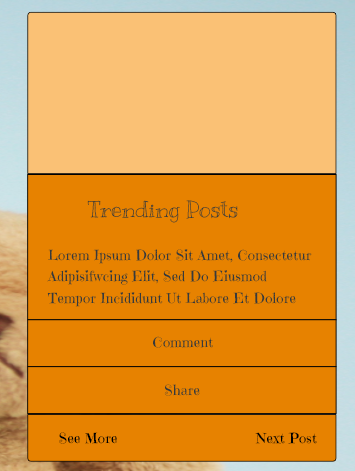 Trending Posts
Lorem Ipsum Dolor Sit Amet, Consectetur
Adipisifwcing Elit, Sed Do Eiusmod
Tempor Incididunt Ut Labore Et Dolore
Comment
Share
See More Next Post